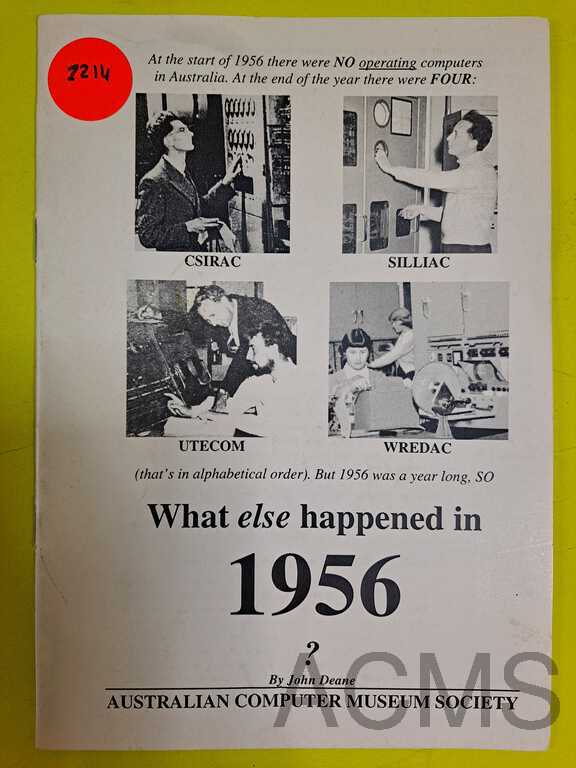 7214
At the start of 1956 there were NO operating computers
in Australia. At the end of the year there were FOUR:
CSIRAC
SILLIAC
UTECOM
WREDAC
(that's in alphabetical order). But 1956 was a year long, SO
What else happened in
1956
?
By John Deane
AUSTRALIAN COMPUTER MUSEUM SOCIETY
ACMS